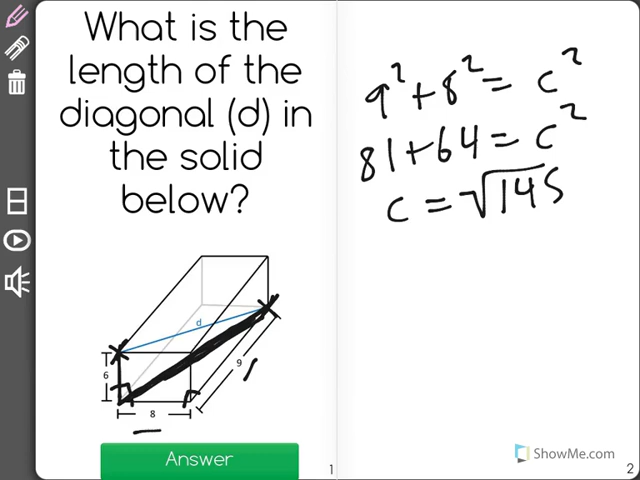 What is the
length of the
diagonal (d) in
the solid
below?
9² + 8² = c²
81 + 64 = c²
c = √145
d
6
9
8
Answer
1
ShowMe.com
2